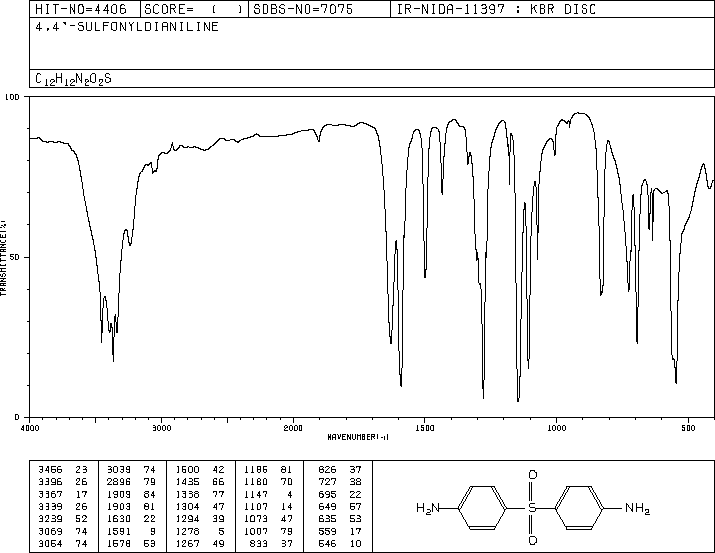 HIT-NO=4406 SCORE= ( ) SDBS-NO=7075 IR-NIDA-11397 : KBR DISC
4,4'-SULFONYLDIANILINE
C12H12N2O2S
100
50
0
TRANSMITTANCE(%)
4000 3000 2000 1500 1000 500
WAVENUMBER(-1)
3456 23 3039 74 1500 42 1186 81 826 37
3396 26 2896 79 1435 66 1180 70 727 38
3367 17 1909 84 1338 77 1147 4 695 22
3339 26 1903 81 1304 47 1107 14 649 57
3239 52 1630 22 1294 39 1073 47 635 53
3069 74 1591 9 1278 5 1007 79 559 17
3054 74 1578 53 1267 49 833 37 546 10
O
H2N S NH2
O